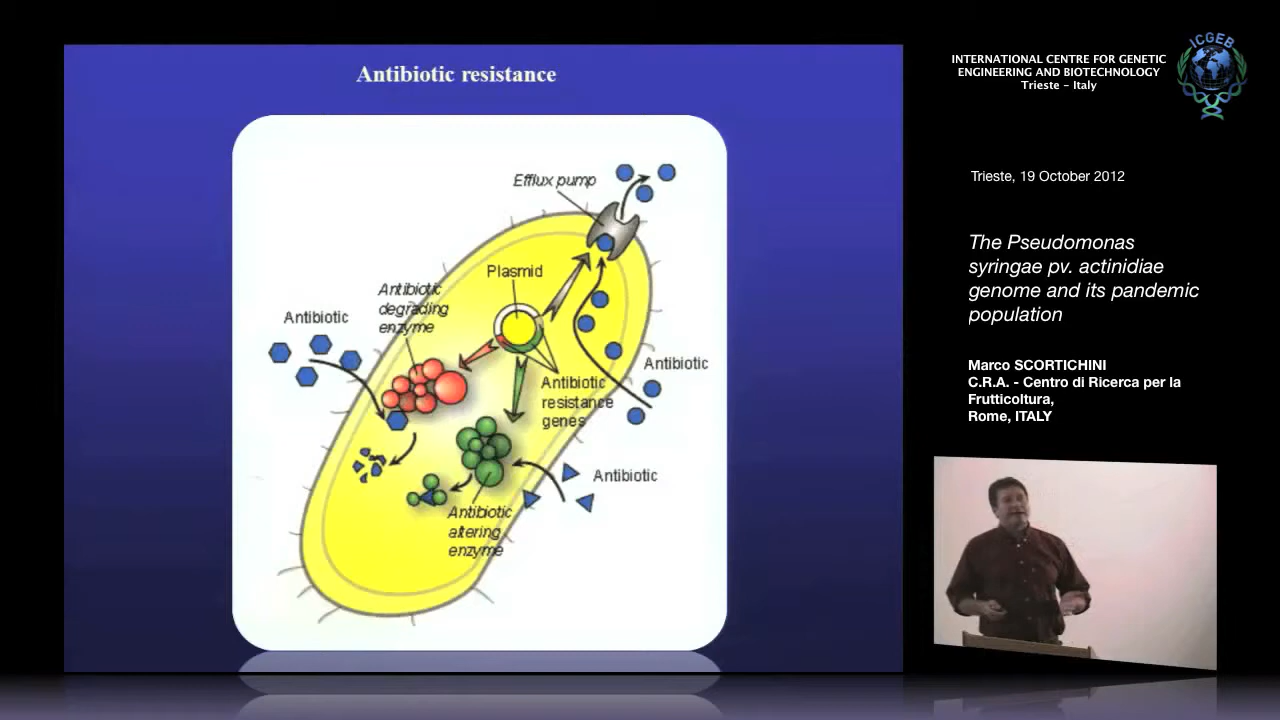 Antibiotic resistance
Efflux pump
Plasmid
Antibiotic
degrading
enzyme
Antibiotic
Antibiotic
Antibiotic
resistance
genes
Antibiotic
Antibiotic
altering
enzyme
INTERNATIONAL CENTRE FOR GENETIC
ENGINEERING AND BIOTECHNOLOGY
Trieste – Italy
ICGEB
Trieste, 19 October 2012
The Pseudomonas
syringae pv. actinidiae
genome and its pandemic
population
Marco SCORTICHINI
C.R.A. - Centro di Ricerca per la
Frutticoltura,
Rome, ITALY